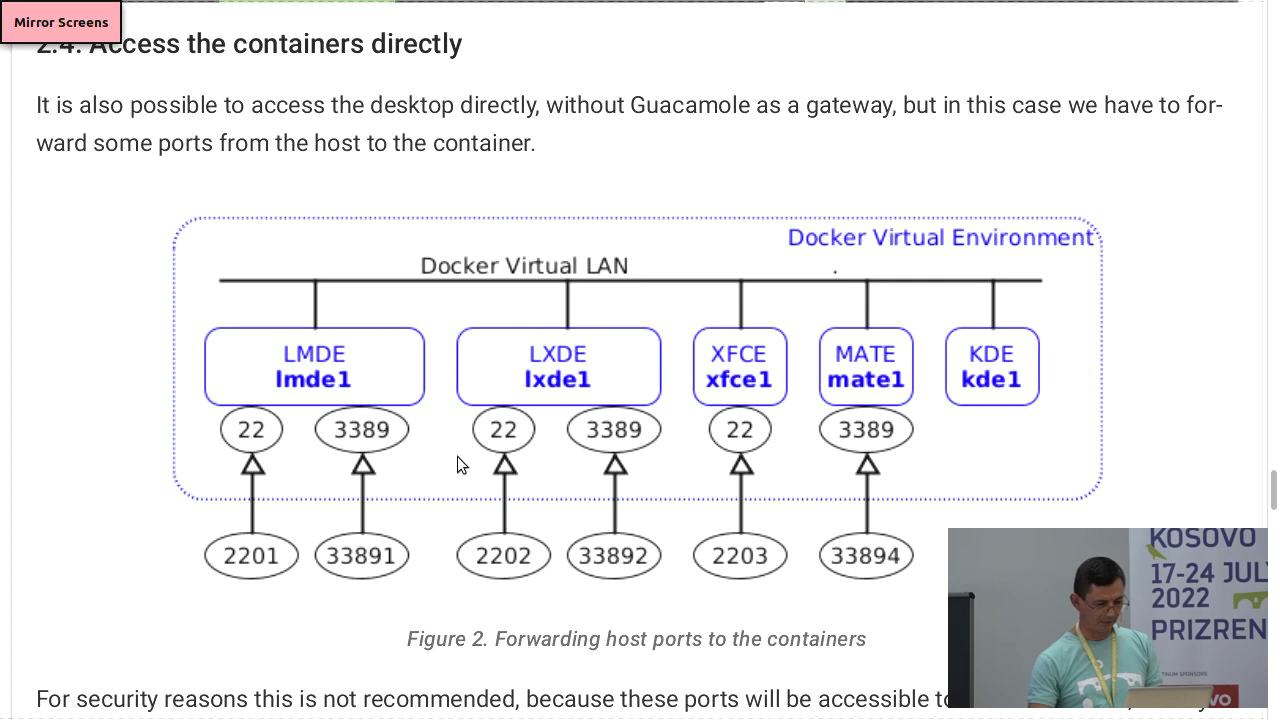 Mirror Screens
2.4. Access the containers directly
It is also possible to access the desktop directly, without Guacamole as a gateway, but in this case we have to for-
ward some ports from the host to the container.
Docker Virtual Environment
Docker Virtual LAN
LMDE LXDE XFCE MATE KDE
lmde1 lxde1 xfce1 mate1 kde1
22 3389 22 3389 22 3389
2201 33891 2202 33892 2203 33894
KOSOVO
17-24 JUL
2022
PRIZREN
Figure 2. Forwarding host ports to the containers
For security reasons this is not recommended, because these ports will be accessible